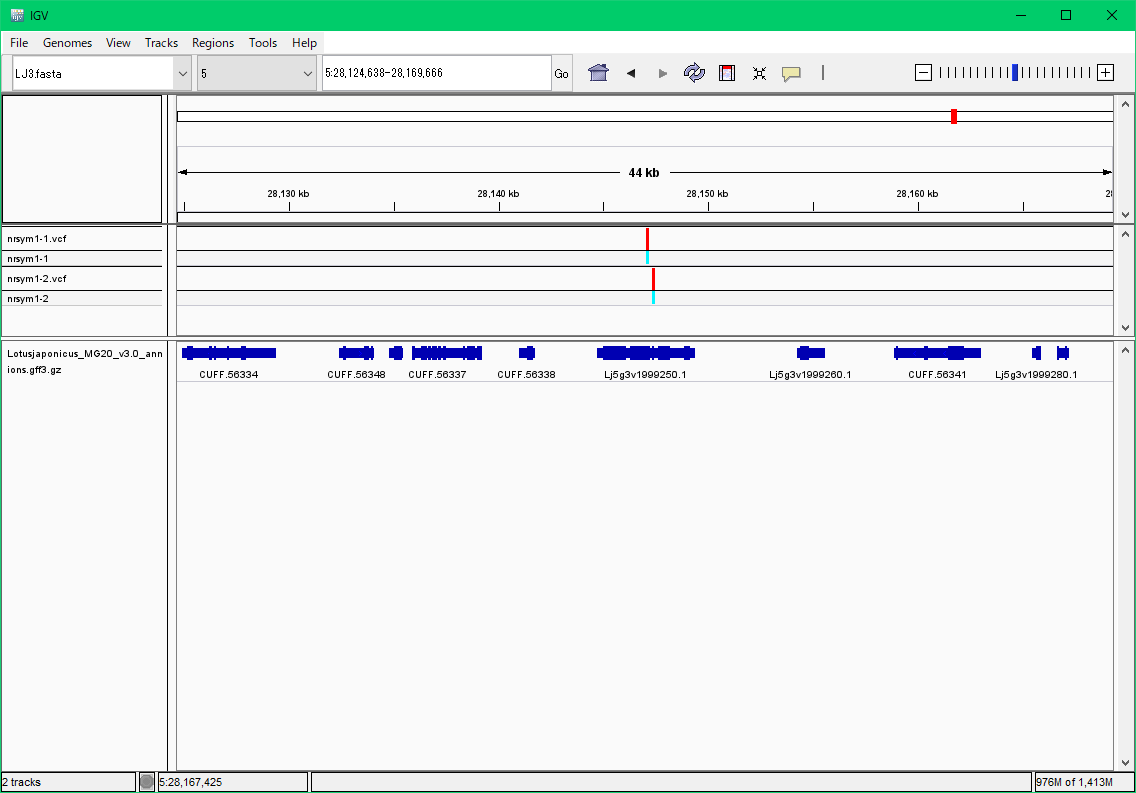 IGV
File Genomes View Tracks Regions Tools Help
LJ3.fasta 5 5:28,124,638-28,169,666 Go
44 kb
28,130 kb 28,140 kb 28,150 kb 28,160 kb 28
nrsym1-1.vcf
nrsym1-1
nrsym1-2.vcf
nrsym1-2
Lotusjaponicus_MG20_v3.0_ann
ions.gff3.gz
CUFF.56334 CUFF.56348 CUFF.56337 CUFF.56338 Lj5g3v1999250.1 Lj5g3v1999260.1 CUFF.56341 Lj5g3v1999280.1
2 tracks 5:28,167,425 976M of 1,413M